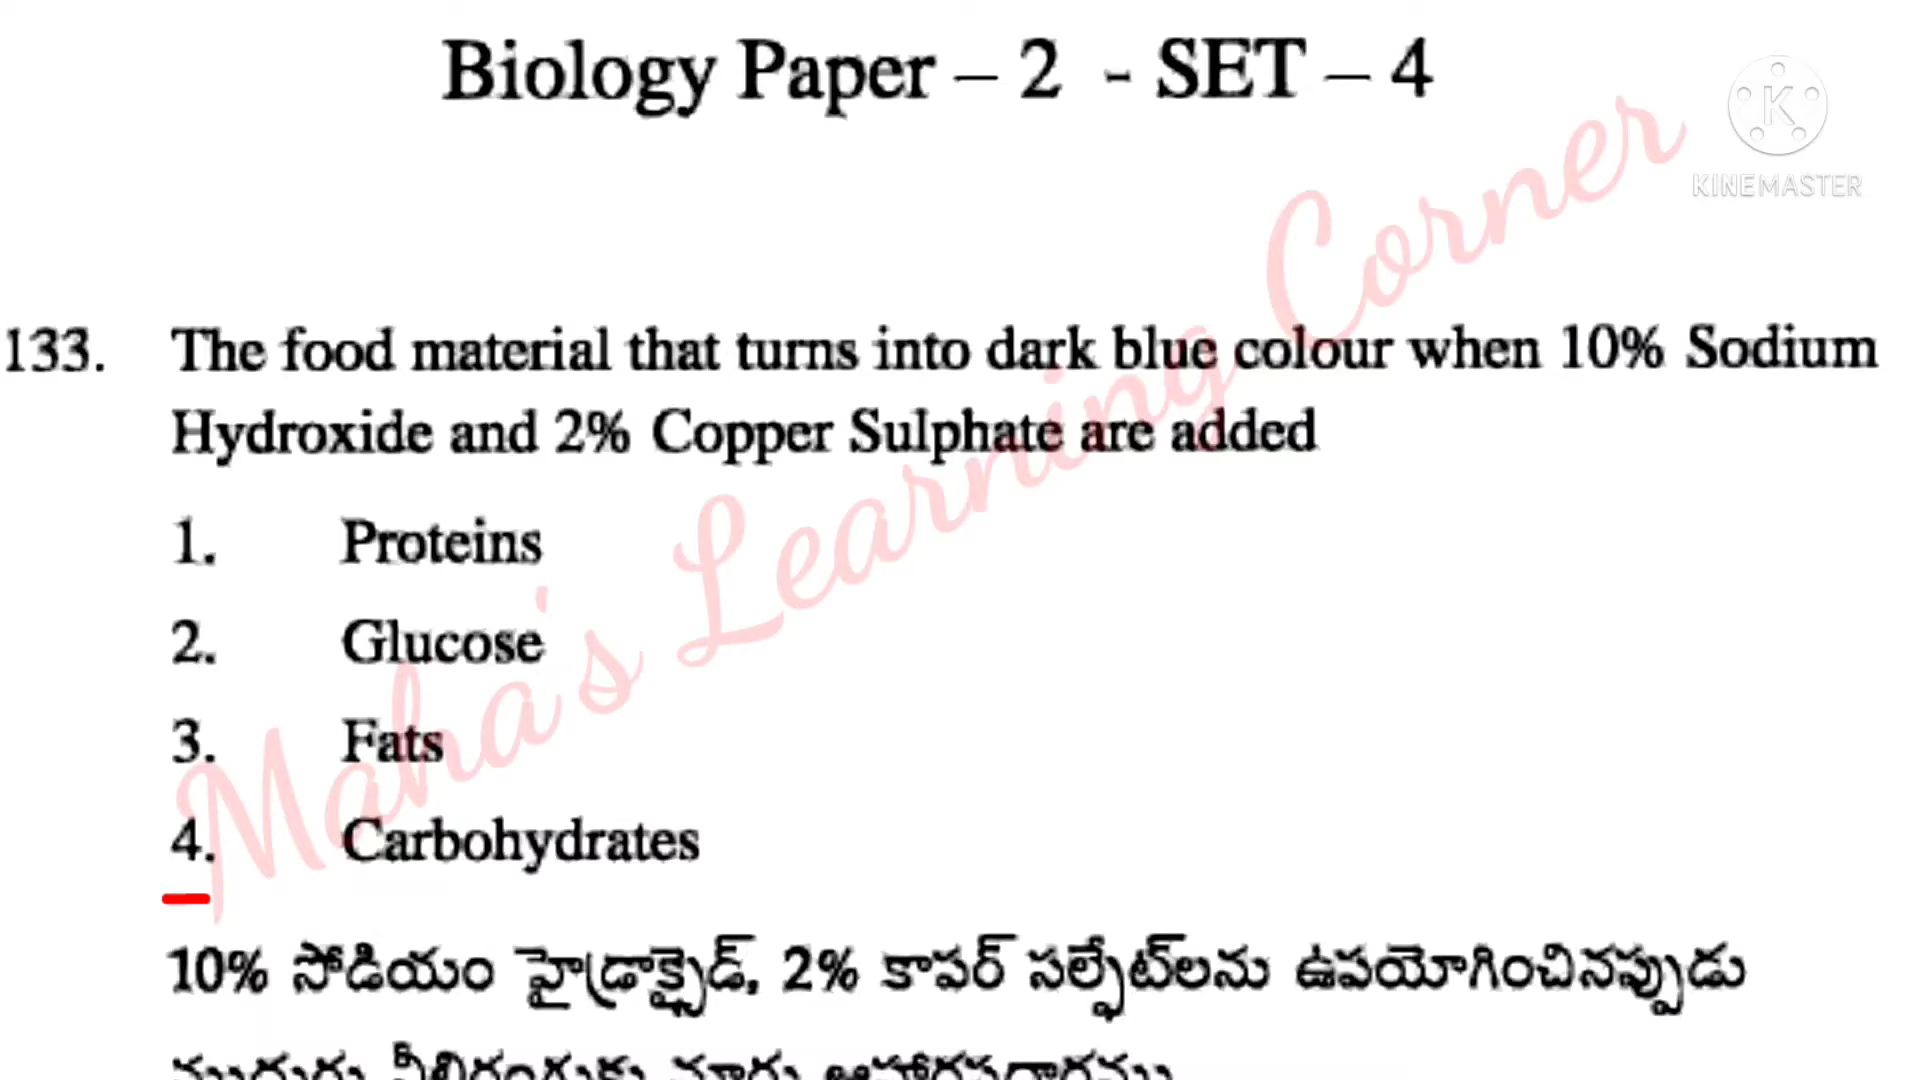 Biology Paper – 2 - SET – 4
K
KINEMASTER
133. The food material that turns into dark blue colour when 10% Sodium
Hydroxide and 2% Copper Sulphate are added
1. Proteins
2. Glucose
3. Fats
4. Carbohydrates
10% సోడియం హైడ్రాక్సైడ్, 2% కాపర్ సల్ఫేట్‌లను ఉపయోగించినప్పుడు
Maha's Learning Corner